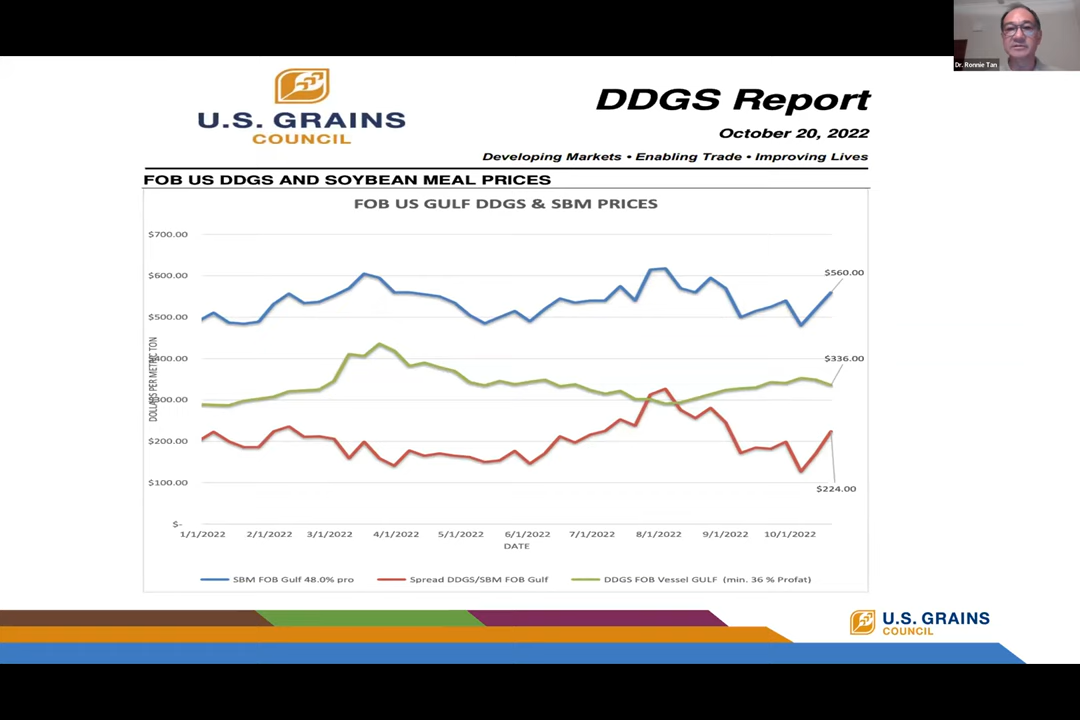 Dr. Ronnie Tan
U.S. GRAINS
COUNCIL
DDGS Report
October 20, 2022
Developing Markets • Enabling Trade • Improving Lives
FOB US DDGS AND SOYBEAN MEAL PRICES
FOB US GULF DDGS & SBM PRICES
$700.00
$600.00
$500.00
$400.00
$300.00
$200.00
$100.00
$-
DOLLARS PER METRIC TON
$560.00
$336.00
$224.00
1/1/2022 2/1/2022 3/1/2022 4/1/2022 5/1/2022 6/1/2022 7/1/2022 8/1/2022 9/1/2022 10/1/2022
DATE
SBM FOB Gulf 48.0% pro Spread DDGS/SBM FOB Gulf DDGS FOB Vessel GULF (min. 36 % Profat)
U.S. GRAINS
COUNCIL